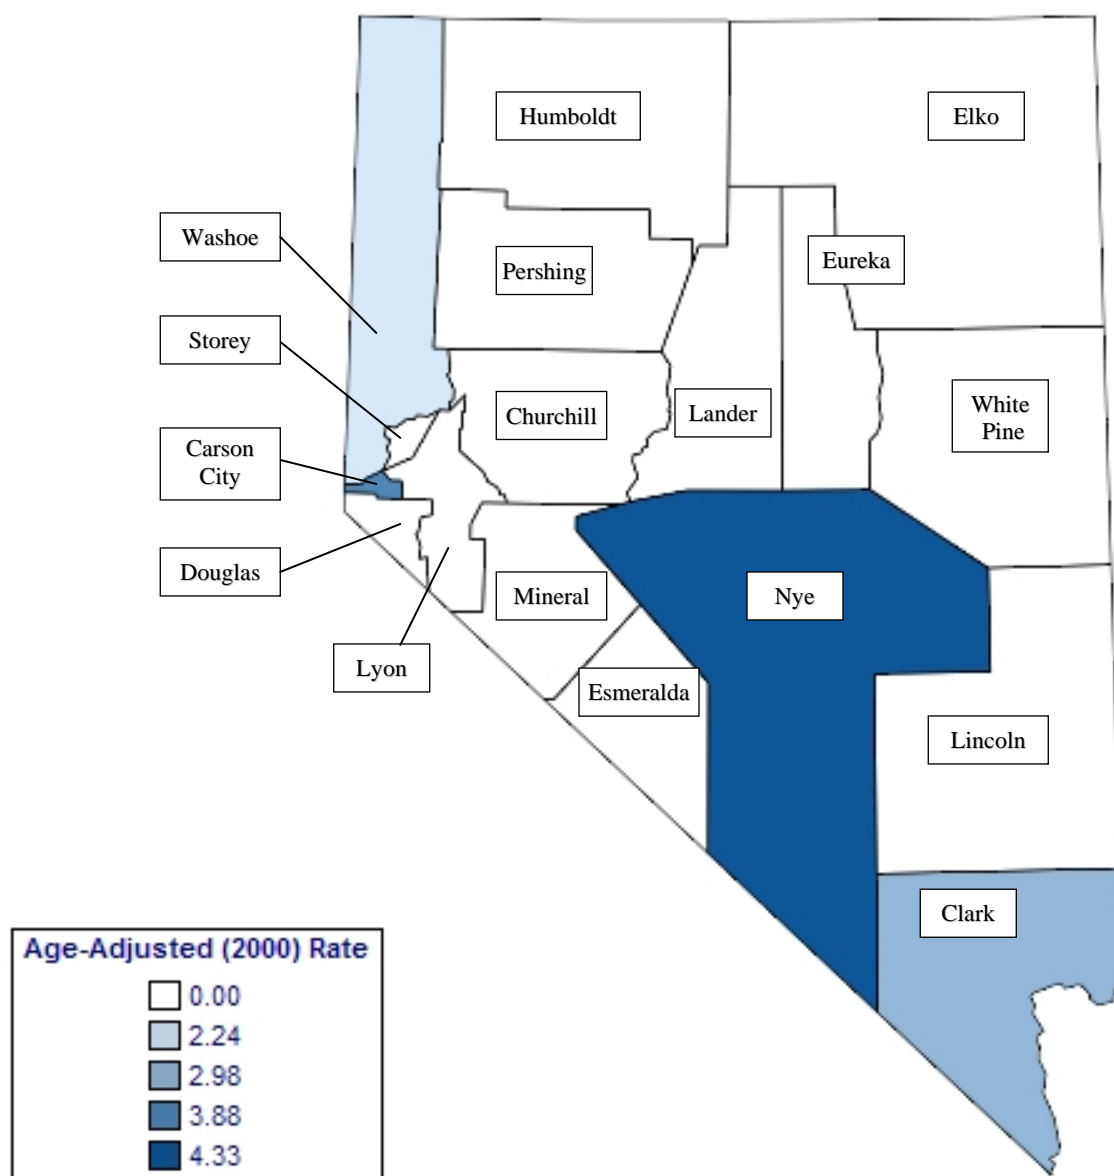 Humboldt
Elko
Washoe
Eureka
Pershing
Storey
Churchill
Lander
White
Pine
Carson
City
Douglas
Mineral
Nye
Lyon
Esmeralda
Lincoln
Clark
Age-Adjusted (2000) Rate
0.00
2.24
2.98
3.88
4.33